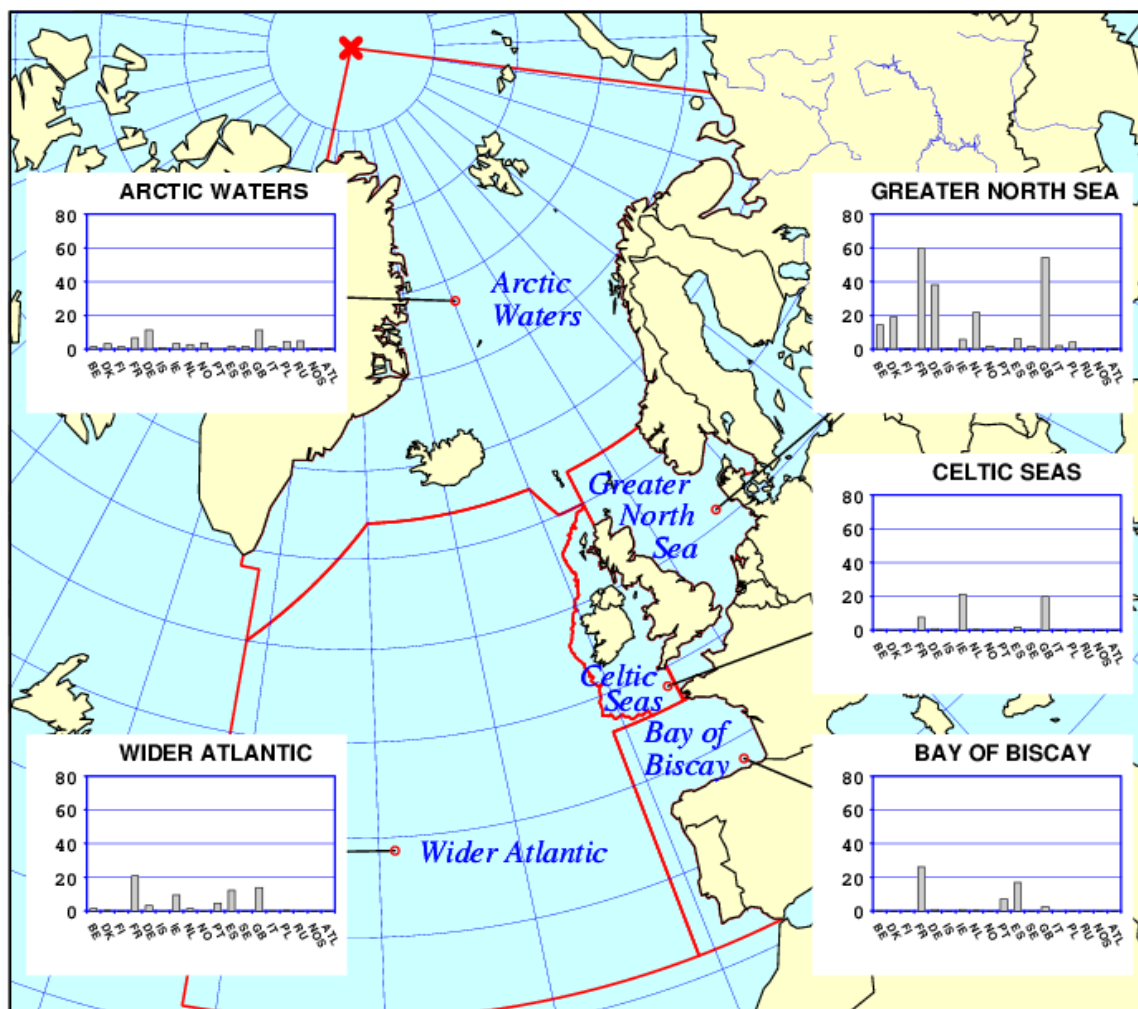 ARCTIC WATERS
80
60
40
20
0
BE DK FI FR DE IS IE NL NO PT ES SE GB IT PL RU NOS ATL
GREATER NORTH SEA
80
60
40
20
0
BE DK FI FR DE IS IE NL NO PT ES SE GB IT PL RU NOS ATL
Arctic
Waters
Greater
North
Sea
CELTIC SEAS
80
60
40
20
0
BE DK FI FR DE IS IE NL NO PT ES SE GB IT PL RU NOS ATL
Celtic
Seas
Bay of
Biscay
WIDER ATLANTIC
80
60
40
20
0
BE DK FI FR DE IS IE NL NO PT ES SE GB IT PL RU NOS ATL
Wider Atlantic
BAY OF BISCAY
80
60
40
20
0
BE DK FI FR DE IS IE NL NO PT ES SE GB IT PL RU NOS ATL